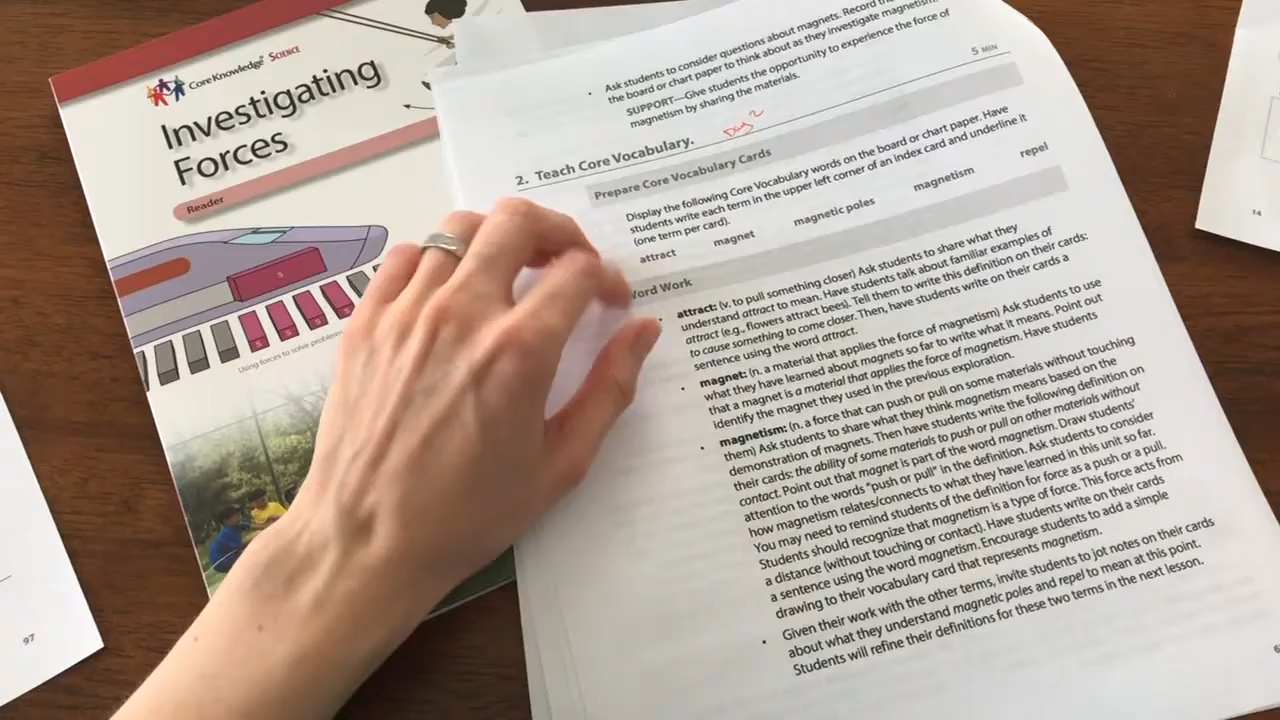 CoreKnowledge® SCIENCE
Investigating
Forces
Reader
S
S S S S
S
Using forces to solve problems
97
Ask students to consider questions about magnets. Record
the board or chart paper to think about as they investigate magnetism.
SUPPORT—Give students the opportunity to experience the force of
magnetism by sharing the materials.
2. Teach Core Vocabulary. Day 2 5 MIN
Prepare Core Vocabulary Cards
Display the following Core Vocabulary words on the board or chart paper. Have
students write each term in the upper left corner of an index card and underline it
(one term per card).
attract magnet magnetic poles magnetism repel
Word Work
• attract: (v. to pull something closer) Ask students to share what they
understand attract to mean. Have students talk about familiar examples of
attract (e.g., flowers attract bees). Tell them to write this definition on their cards:
to cause something to come closer. Then, have students write on their cards a
sentence using the word attract.
• magnet: (n. a material that applies the force of magnetism) Ask students to use
what they have learned about magnets so far to write what it means. Point out
that a magnet is a material that applies the force of magnetism. Have students
identify the magnet they used in the previous exploration.
• magnetism: (n. a force that can push or pull on some materials without touching
them) Ask students to share what they think magnetism means based on the
demonstration of magnets. Then have students write the following definition on
their cards: the ability of some materials to push or pull on other materials without
contact. Point out that magnet is part of the word magnetism. Draw students'
attention to the words "push or pull" in the definition. Ask students to consider
how magnetism relates/connects to what they have learned in this unit so far.
You may need to remind students of the definition for force as a push or a pull.
Students should recognize that magnetism is a type of force. This force acts from
a distance (without touching or contact). Have students write on their cards
a sentence using the word magnetism. Encourage students to add a simple
drawing to their vocabulary card that represents magnetism.
• Given their work with the other terms, invite students to jot notes on their cards
about what they understand magnetic poles and repel to mean at this point.
Students will refine their definitions for these two terms in the next lesson.
14